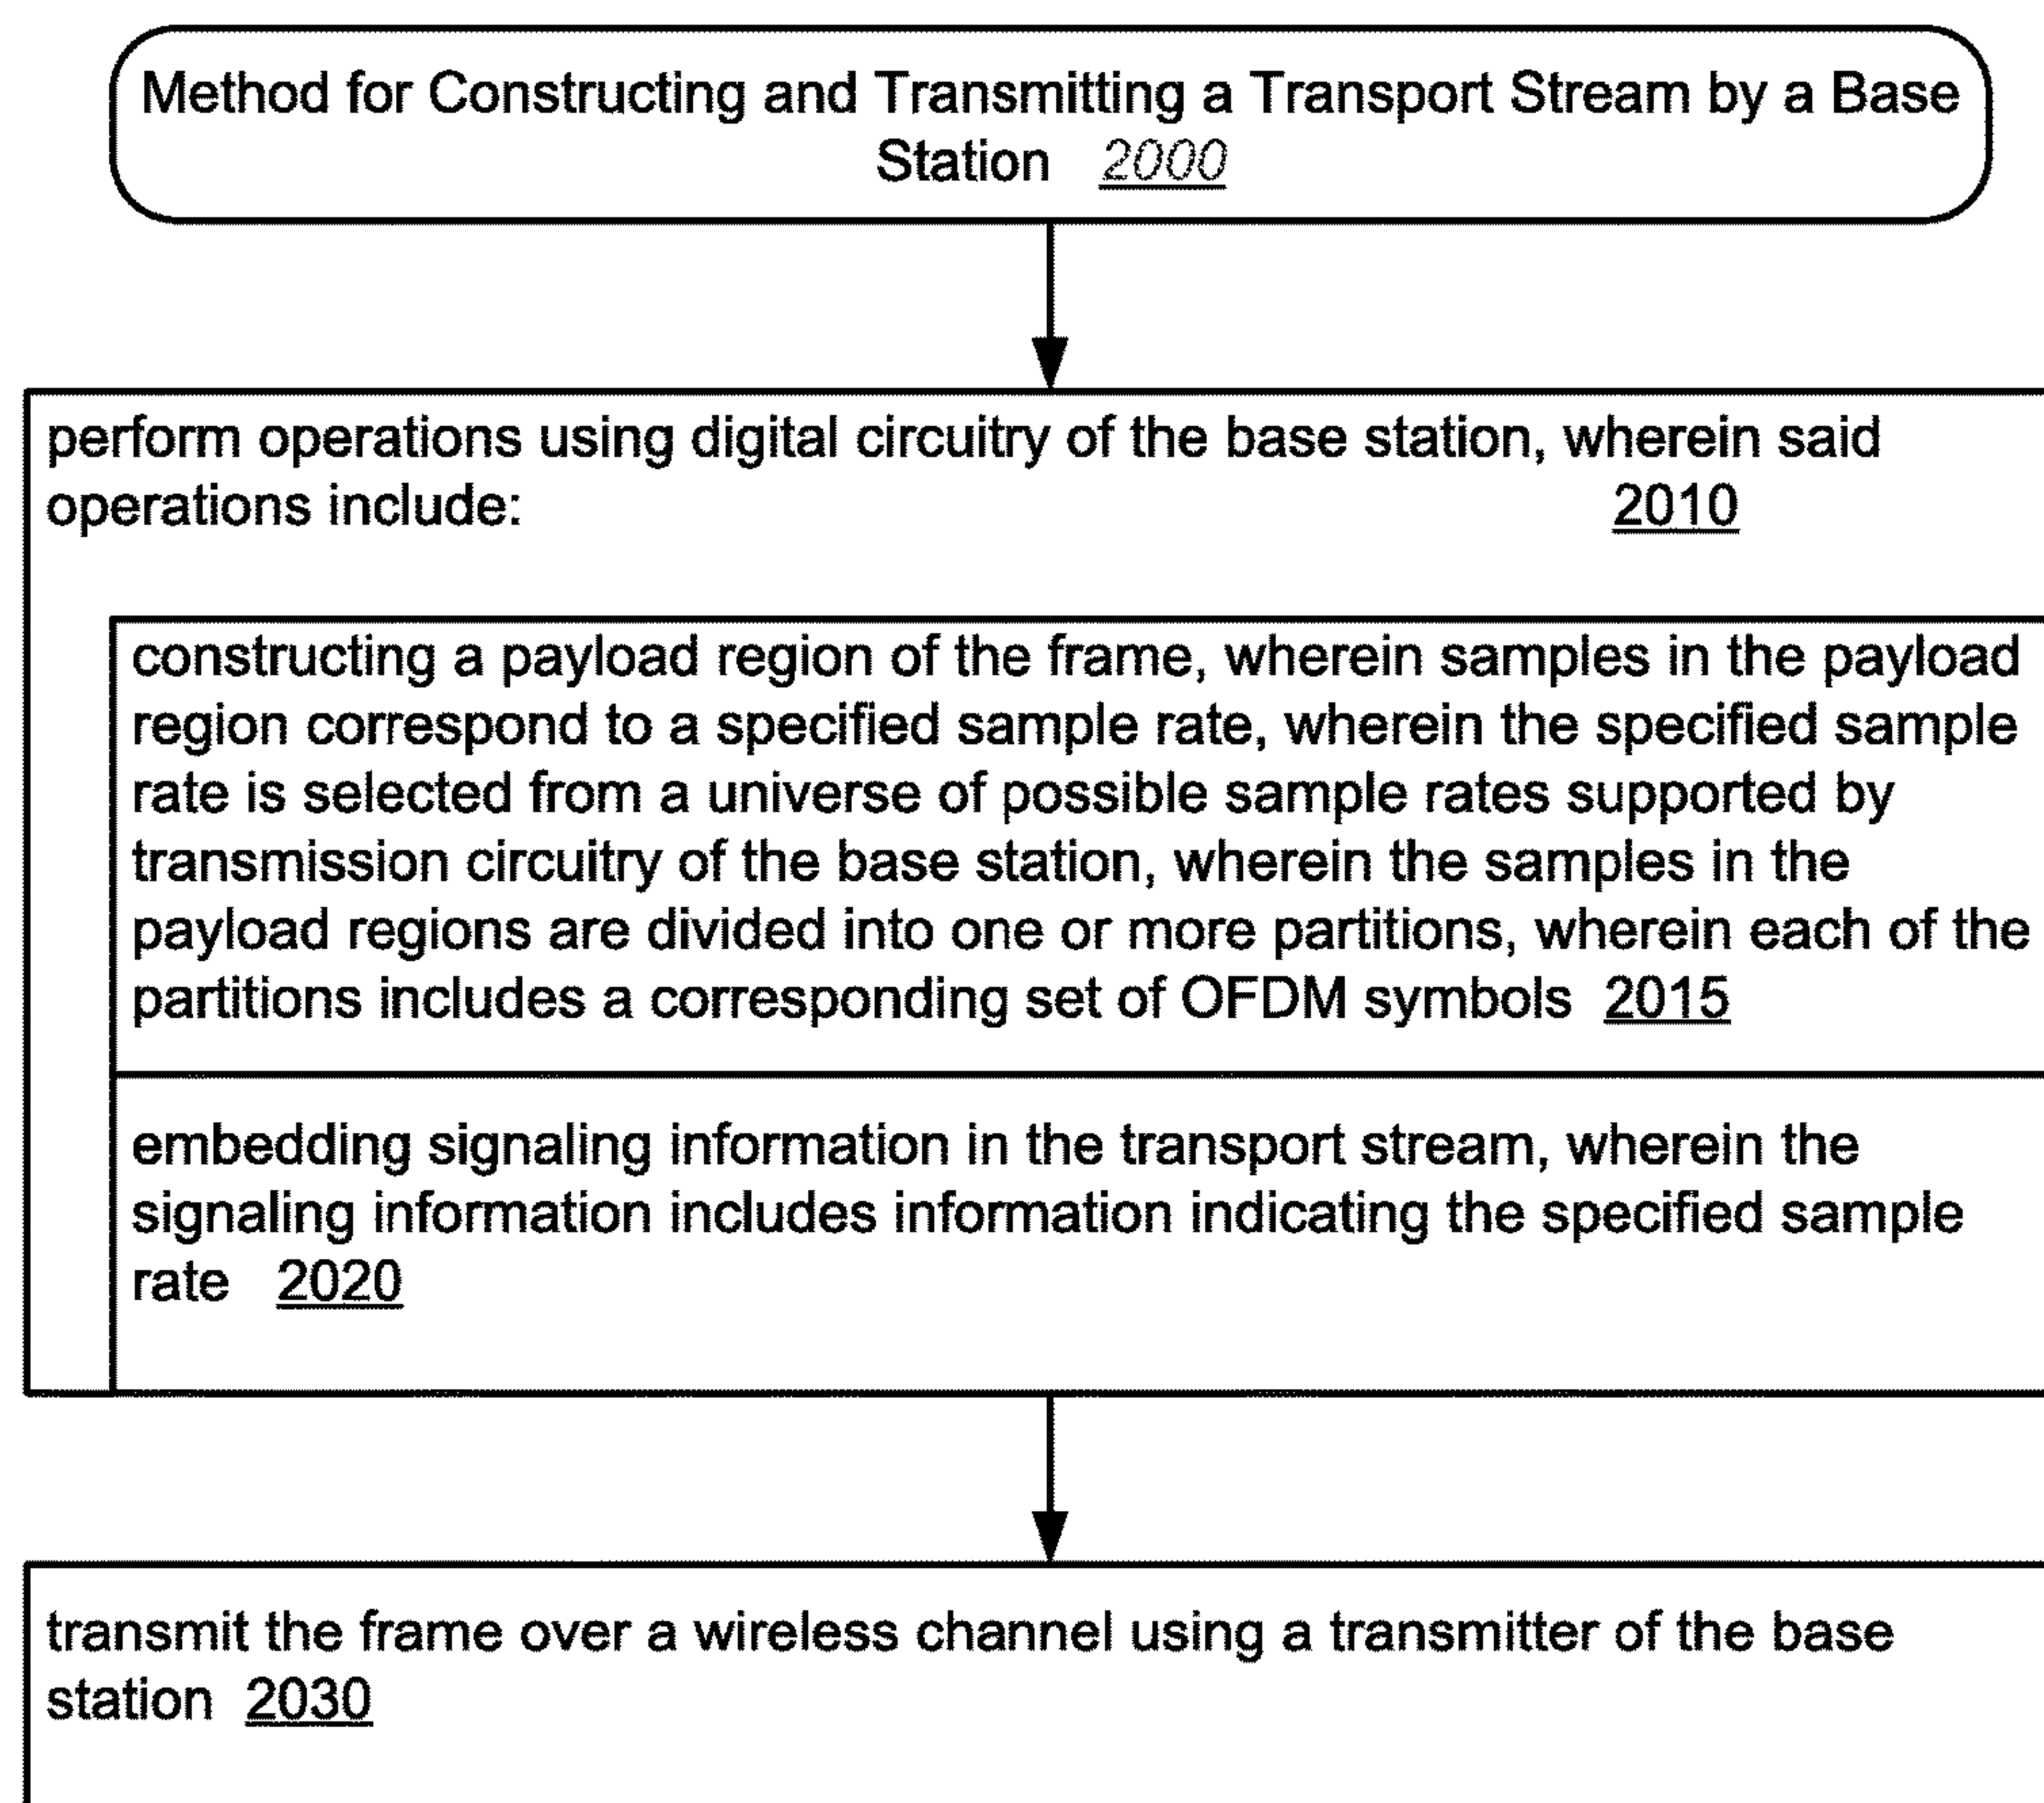 Method for Constructing and Transmitting a Transport Stream by a Base
Station 2000
perform operations using digital circuitry of the base station, wherein said
operations include: 2010
constructing a payload region of the frame, wherein samples in the payload
region correspond to a specified sample rate, wherein the specified sample
rate is selected from a universe of possible sample rates supported by
transmission circuitry of the base station, wherein the samples in the
payload regions are divided into one or more partitions, wherein each of the
partitions includes a corresponding set of OFDM symbols 2015
embedding signaling information in the transport stream, wherein the
signaling information includes information indicating the specified sample
rate 2020
transmit the frame over a wireless channel using a transmitter of the base
station 2030